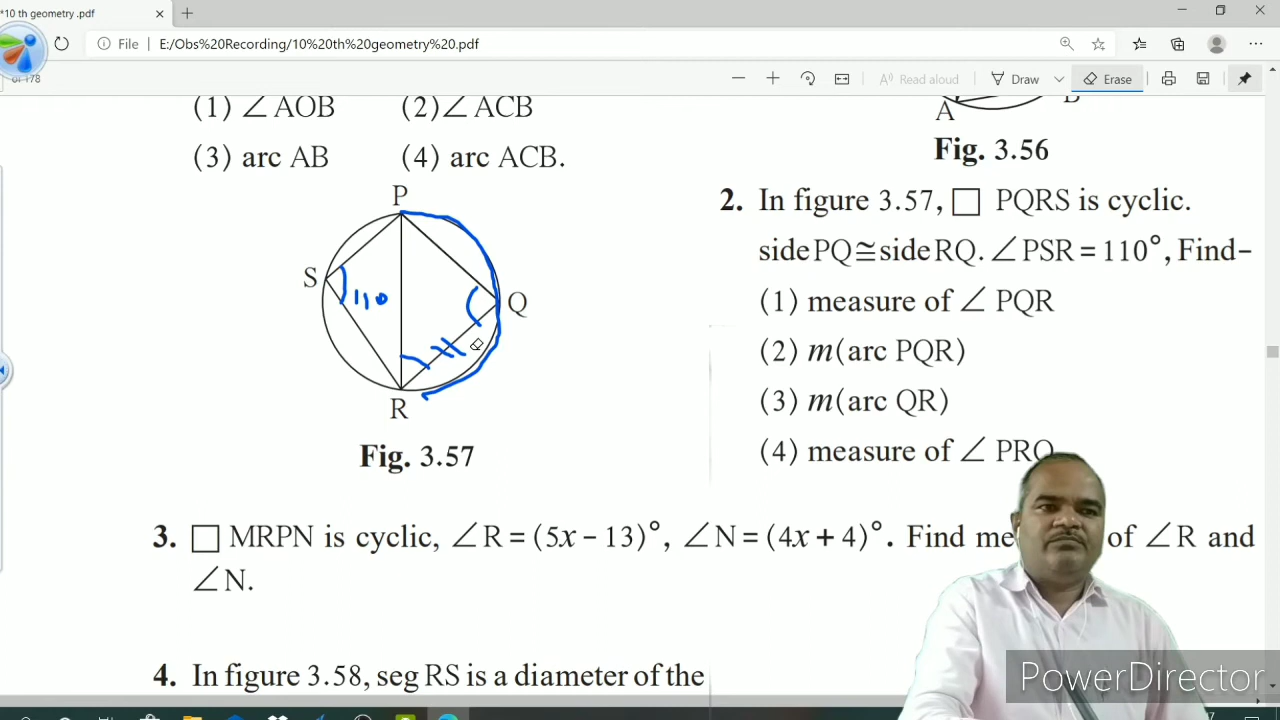 *10 th geometry .pdf
File | E:/Obs%20Recording/10%20th%20geometry%20.pdf
of 178
Read aloud
Draw
Erase
(1) ∠ AOB (2)∠ ACB
(3) arc AB (4) arc ACB.
A B
Fig. 3.56
P
S
110
Q
R
Fig. 3.57
2. In figure 3.57, □ PQRS is cyclic.
side PQ ≅ side RQ. ∠ PSR = 110°, Find-
(1) measure of ∠ PQR
(2) m(arc PQR)
(3) m(arc QR)
(4) measure of ∠ PRQ
3. □ MRPN is cyclic, ∠ R = (5x - 13)°, ∠ N = (4x + 4)°. Find me of ∠ R and
∠ N.
4. In figure 3.58, seg RS is a diameter of the
PowerDirector